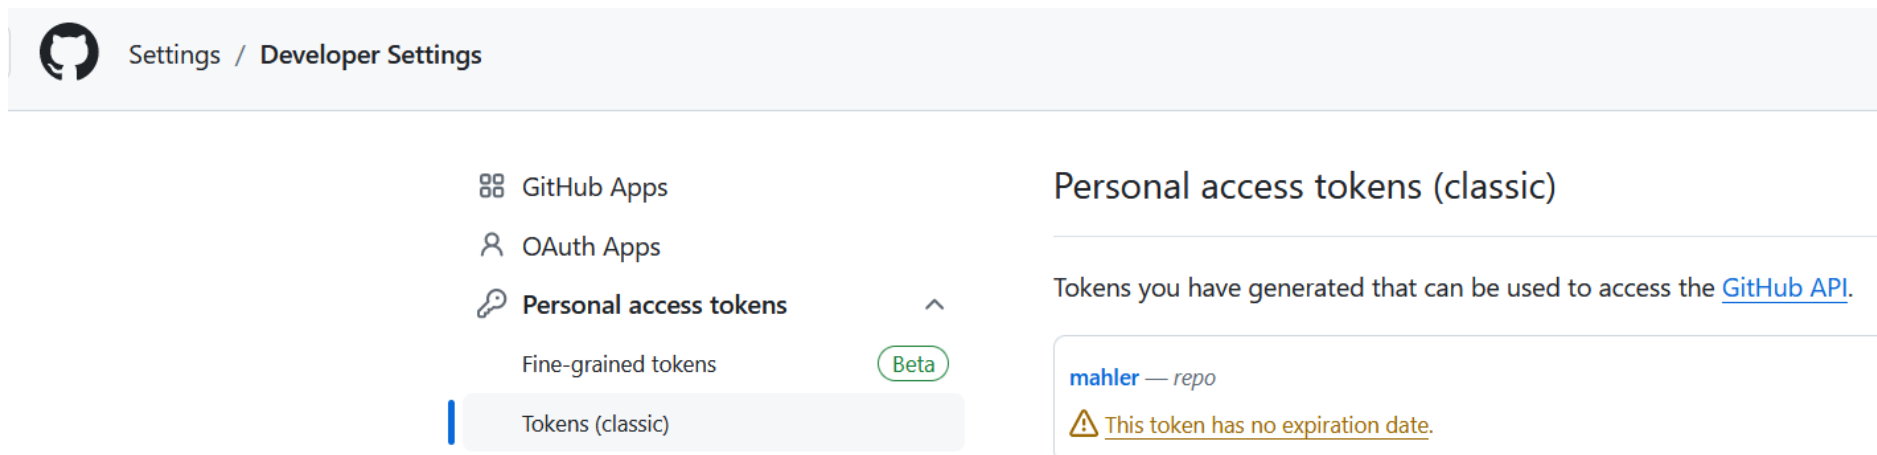 Settings / Developer Settings
GitHub Apps
OAuth Apps
Personal access tokens
Fine-grained tokens Beta
Tokens (classic)
Personal access tokens (classic)
Tokens you have generated that can be used to access the GitHub API.
mahler — repo
This token has no expiration date.